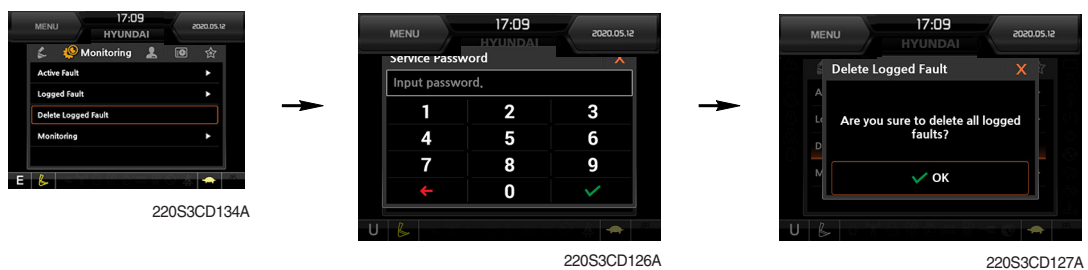 MENU
17:09
HYUNDAI
2020.05.12
Monitoring
Active Fault
Logged Fault
Delete Logged Fault
Monitoring
E
220S3CD134A
MENU
17:09
HYUNDAI
2020.05.12
Service Password
X
Input password.
1 2 3
4 5 6
7 8 9
0
U
220S3CD126A
MENU
17:09
HYUNDAI
2020.05.12
Delete Logged Fault
X
A
L
D
M
Are you sure to delete all logged
faults?
OK
U
220S3CD127A